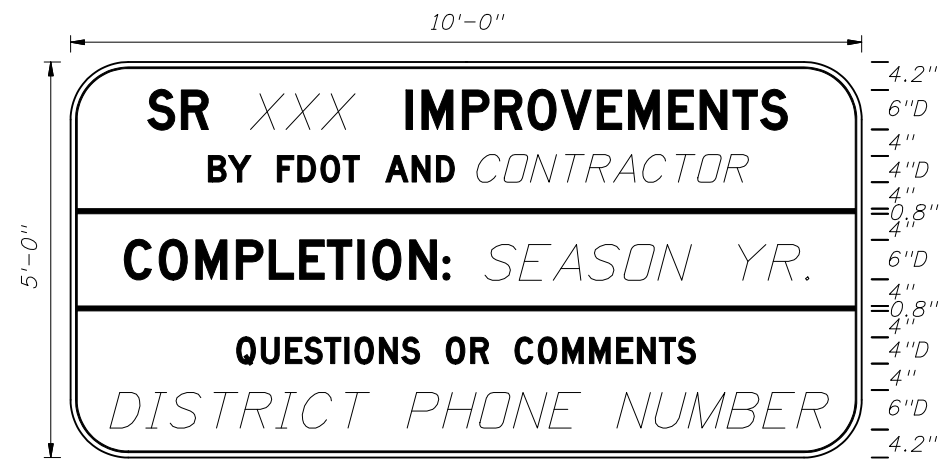 10'-0"
SR XXX IMPROVEMENTS
BY FDOT AND CONTRACTOR
COMPLETION: SEASON YR.
QUESTIONS OR COMMENTS
DISTRICT PHONE NUMBER
5'-0"
4.2"
6"D
4"
4"D
4"
0.8"
4"
6"D
4"
0.8"
4"
4"D
4"
6"D
4.2"